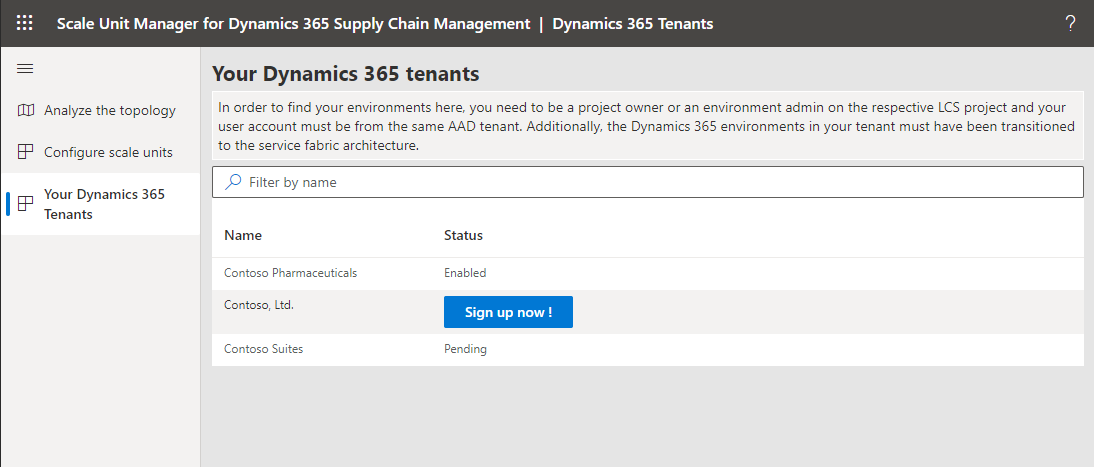 Scale Unit Manager for Dynamics 365 Supply Chain Management | Dynamics 365 Tenants ?
Analyze the topology
Configure scale units
Your Dynamics 365
Tenants
Your Dynamics 365 tenants
In order to find your environments here, you need to be a project owner or an environment admin on the respective LCS project and your
user account must be from the same AAD tenant. Additionally, the Dynamics 365 environments in your tenant must have been transitioned
to the service fabric architecture.
Filter by name
Name Status
Contoso Pharmaceuticals Enabled
Contoso, Ltd. Sign up now !
Contoso Suites Pending